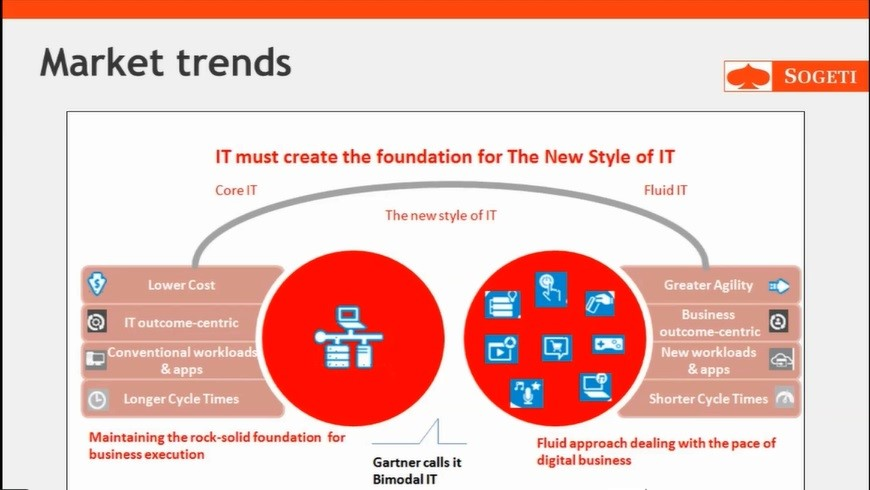 Market trends
SOGETI
IT must create the foundation for The New Style of IT
Core IT
Fluid IT
The new style of IT
Lower Cost
IT outcome-centric
Conventional workloads
& apps
Longer Cycle Times
Greater Agility
Business
outcome-centric
New workloads
& apps
Shorter Cycle Times
Maintaining the rock-solid foundation for
business execution
Gartner calls it
Bimodal IT
Fluid approach dealing with the pace of
digital business